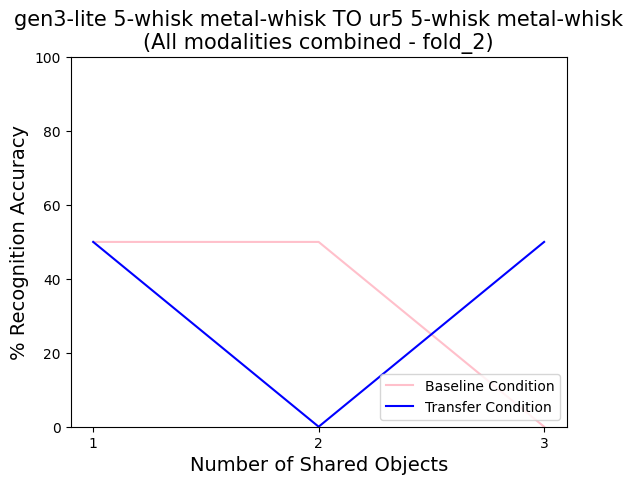 gen3-lite 5-whisk metal-whisk TO ur5 5-whisk metal-whisk
(All modalities combined - fold_2)
% Recognition Accuracy
100
80
60
40
20
0
Baseline Condition
Transfer Condition
1 2 3
Number of Shared Objects